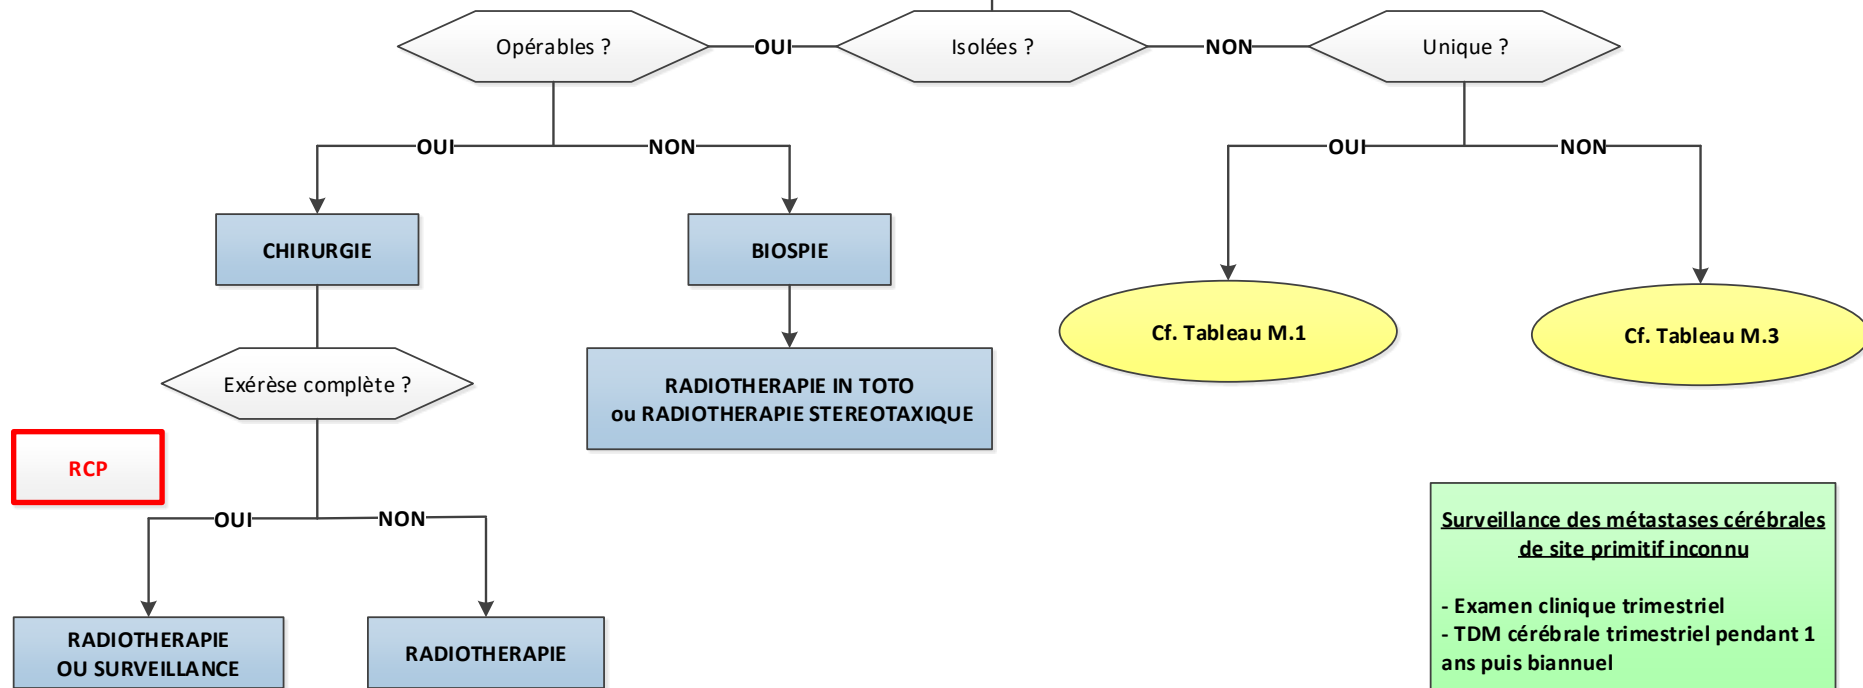 Opérables ?
OUI
Isolées ?
NON
Unique ?
OUI
NON
OUI
NON
CHIRURGIE
BIOSPIE
Cf. Tableau M.1
Cf. Tableau M.3
Exérèse complète ?
RADIOTHERAPIE IN TOTO
ou RADIOTHERAPIE STEREOTAXIQUE
RCP
OUI
NON
RADIOTHERAPIE
OU SURVEILLANCE
RADIOTHERAPIE
Surveillance des métastases cérébrales
de site primitif inconnu
- Examen clinique trimestriel
- TDM cérébrale trimestriel pendant 1
ans puis biannuel